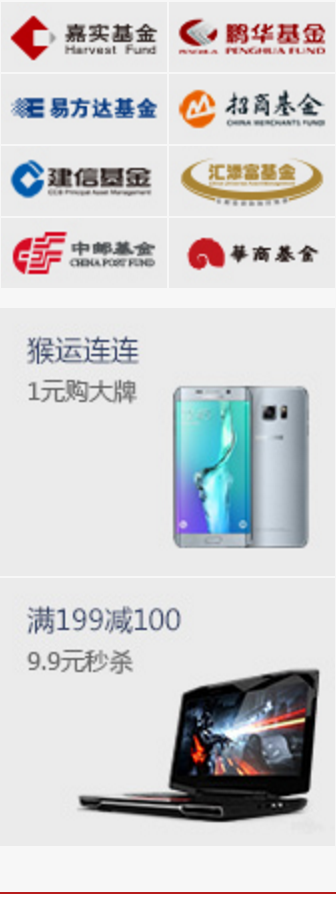 嘉实基金
Harvest Fund
鹏华基金
PENGHUA FUND
易方达基金
招商基金
CHINA MERCHANTS FUND
建信基金
CCB Principal Asset Management
汇添富基金
中邮基金
CHINA POST FUND
華商基金
猴运连连
1元购大牌
满199减100
9.9元秒杀